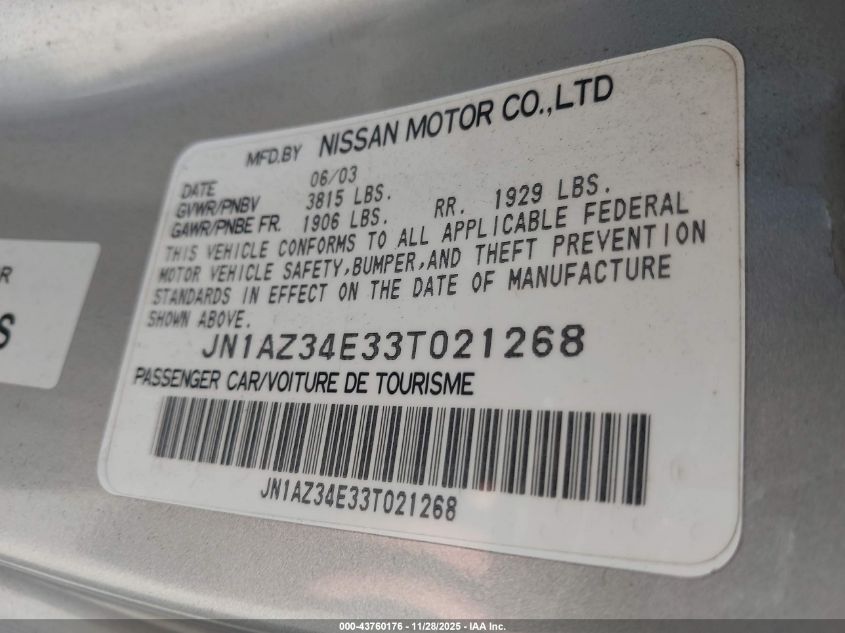 MFD.BY NISSAN MOTOR CO.,LTD
DATE 06/03
GVWR/PNBV 3815 LBS.
GAWR/PNBE FR. 1906 LBS. RR. 1929 LBS.
THIS VEHICLE CONFORMS TO ALL APPLICABLE FEDERAL
MOTOR VEHICLE SAFETY,BUMPER,AND THEFT PREVENTION
STANDARDS IN EFFECT ON THE DATE OF MANUFACTURE
SHOWN ABOVE.
JN1AZ34E33T021268
PASSENGER CAR/VOITURE DE TOURISME
JN1AZ34E33T021268
R
S
000-43760176 - 11/28/2025 - IAA Inc.